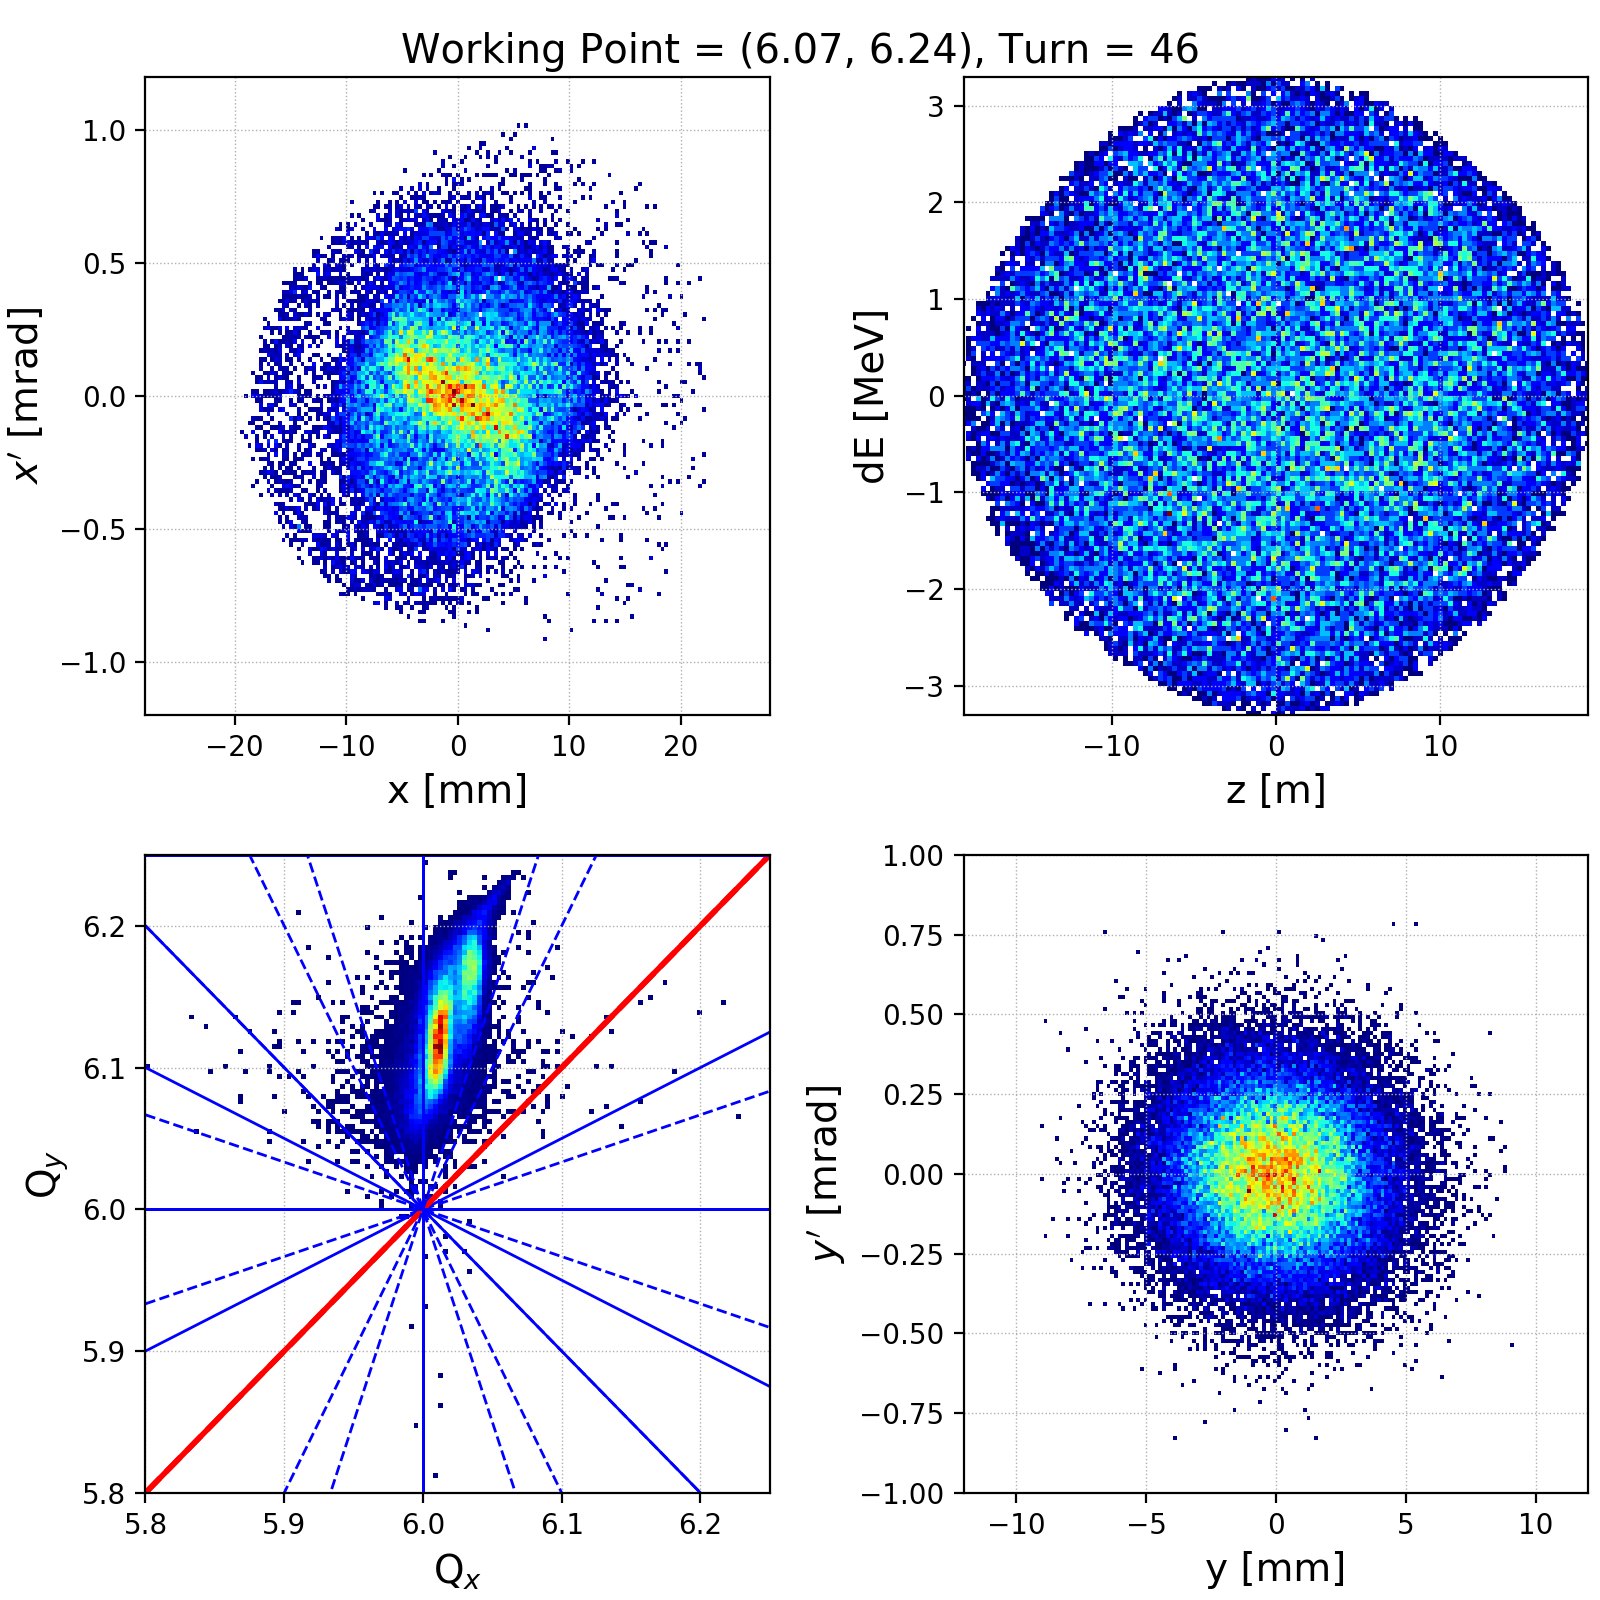 Working Point = (6.07, 6.24), Turn = 46
1.0
0.5
0.0
−0.5
−1.0
x′ [mrad]
−20 −10 0 10 20
x [mm]
3
2
1
0
−1
−2
−3
dE [MeV]
−10 0 10
z [m]
6.2
6.1
6.0
5.9
5.8
Qy
5.8 5.9 6.0 6.1 6.2
Qx
1.00
0.75
0.50
0.25
0.00
−0.25
−0.50
−0.75
−1.00
y′ [mrad]
−10 −5 0 5 10
y [mm]